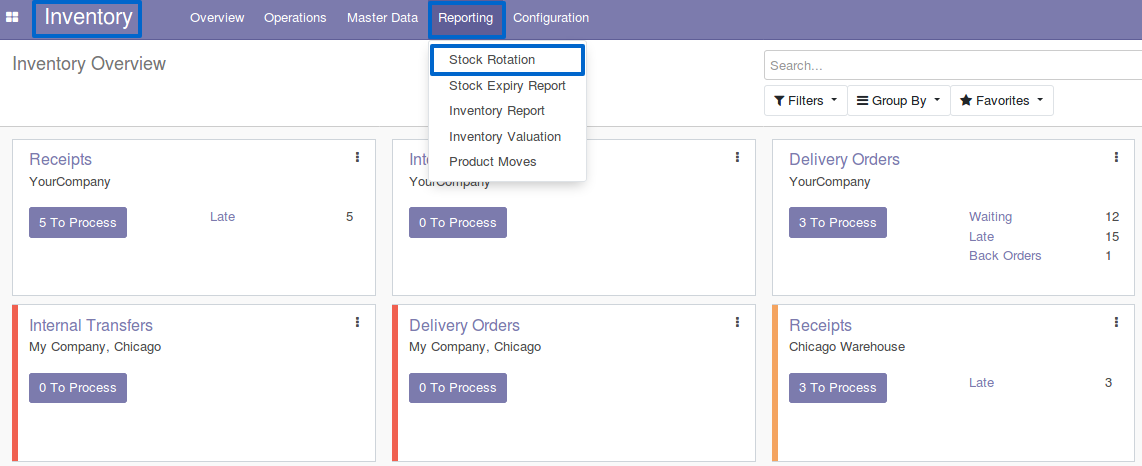 Inventory
Overview
Operations
Master Data
Reporting
Configuration
Inventory Overview
Stock Rotation
Stock Expiry Report
Inventory Report
Inventory Valuation
Product Moves
Search...
Filters
Group By
Favorites
Receipts
YourCompany
5 To Process
Late 5
YourCompany
0 To Process
Delivery Orders
YourCompany
3 To Process
Waiting 12
Late 15
Back Orders 1
Internal Transfers
My Company, Chicago
0 To Process
Delivery Orders
My Company, Chicago
0 To Process
Receipts
Chicago Warehouse
3 To Process
Late 3